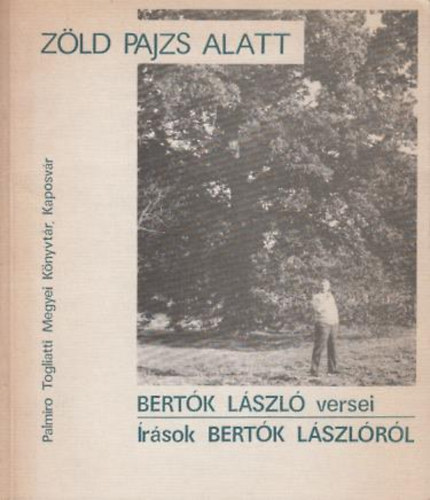 ZÖLD PAJZS ALATT
Palmiro Togliatti Megyei Könyvtár, Kaposvár
BERTÓK LÁSZLÓ versei
Írások BERTÓK LÁSZLÓRÓL